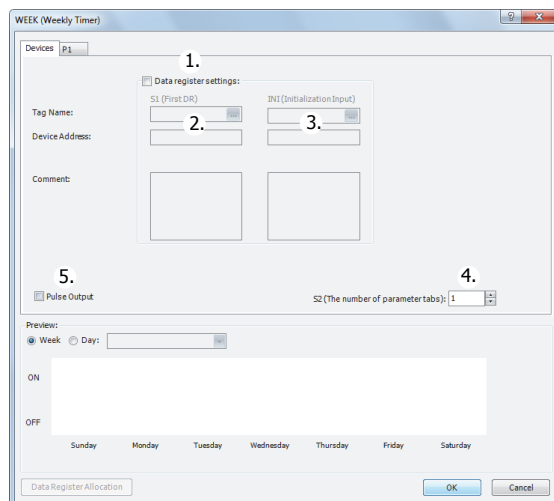 WEEK (Weekly Timer)
?
Devices P1
1.
Data register settings:
S1 (First DR) INI (Initialization Input)
Tag Name: ... ...
2. 3.
Device Address:
Comment:
5. 4.
Pulse Output S2 (The number of parameter tabs): 1
Preview:
Week Day:
ON
OFF
Sunday Monday Tuesday Wednesday Thursday Friday Saturday
Data Register Allocation OK Cancel